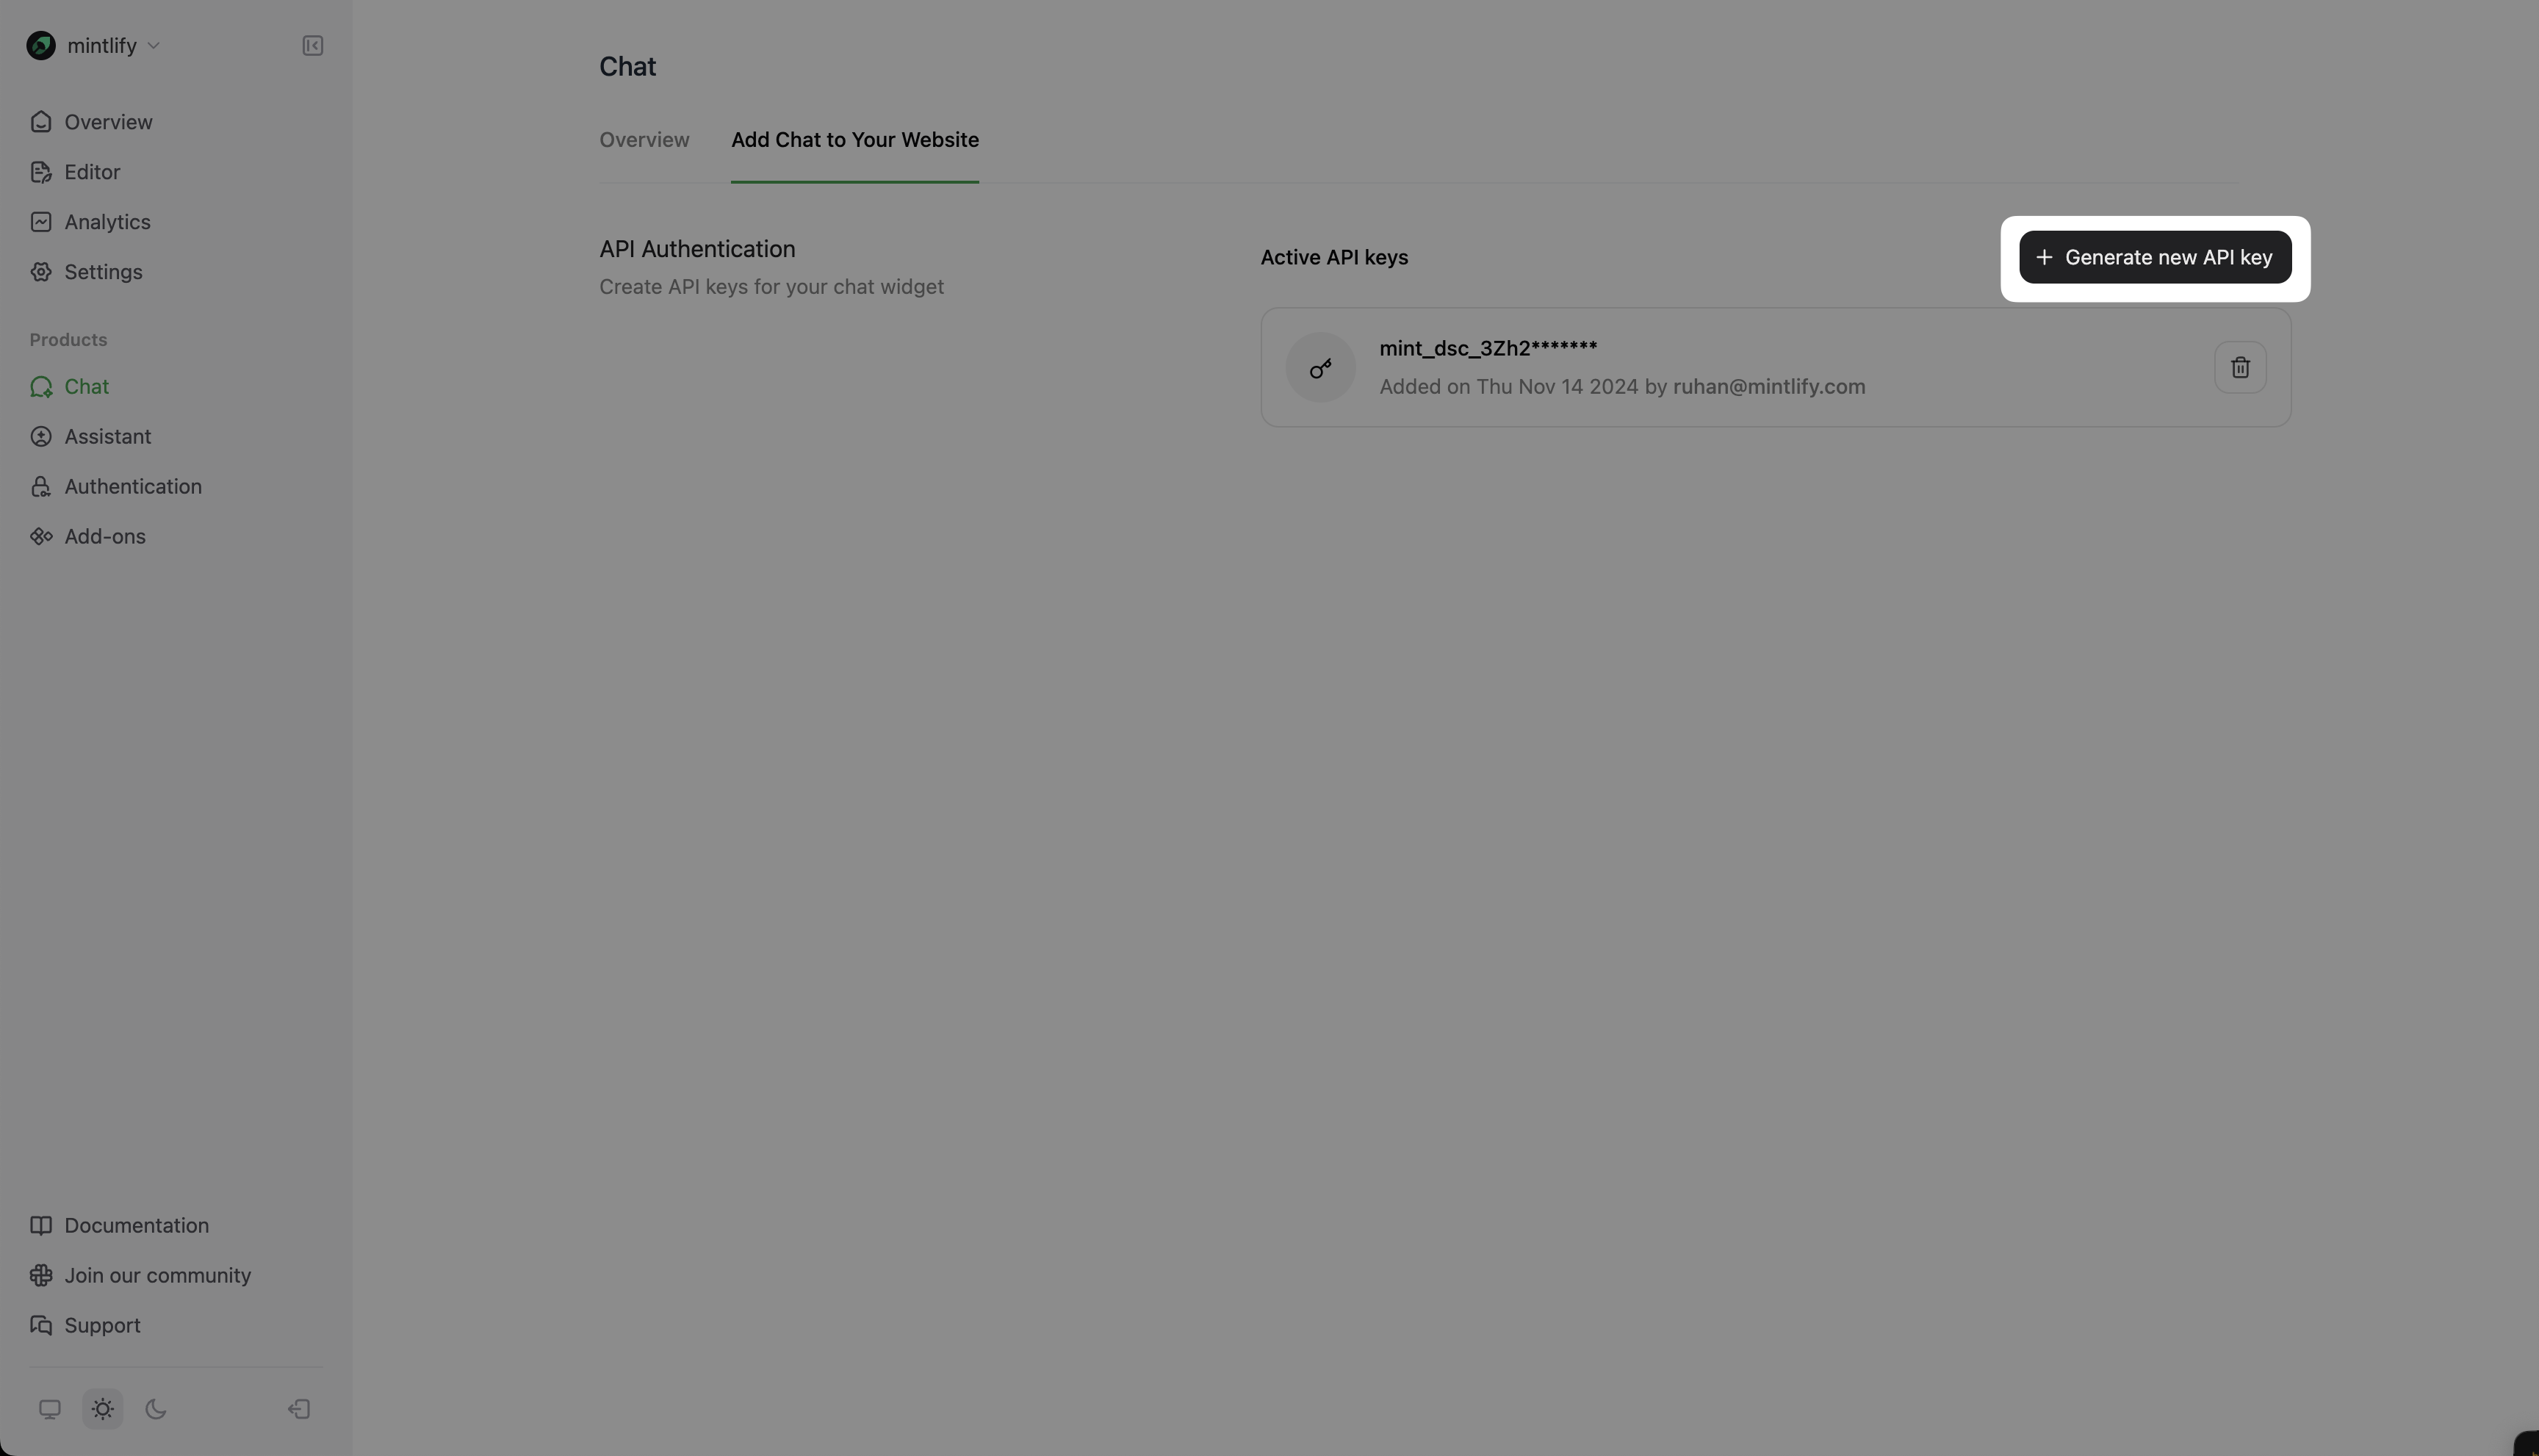 mintlify
Overview
Editor
Analytics
Settings
Products
Chat
Assistant
Authentication
Add-ons
Documentation
Join our community
Support
Chat
Overview
Add Chat to Your Website
API Authentication
Create API keys for your chat widget
Active API keys
Generate new API key
mint_dsc_3Zh2*******
Added on Thu Nov 14 2024 by ruhan@mintlify.com